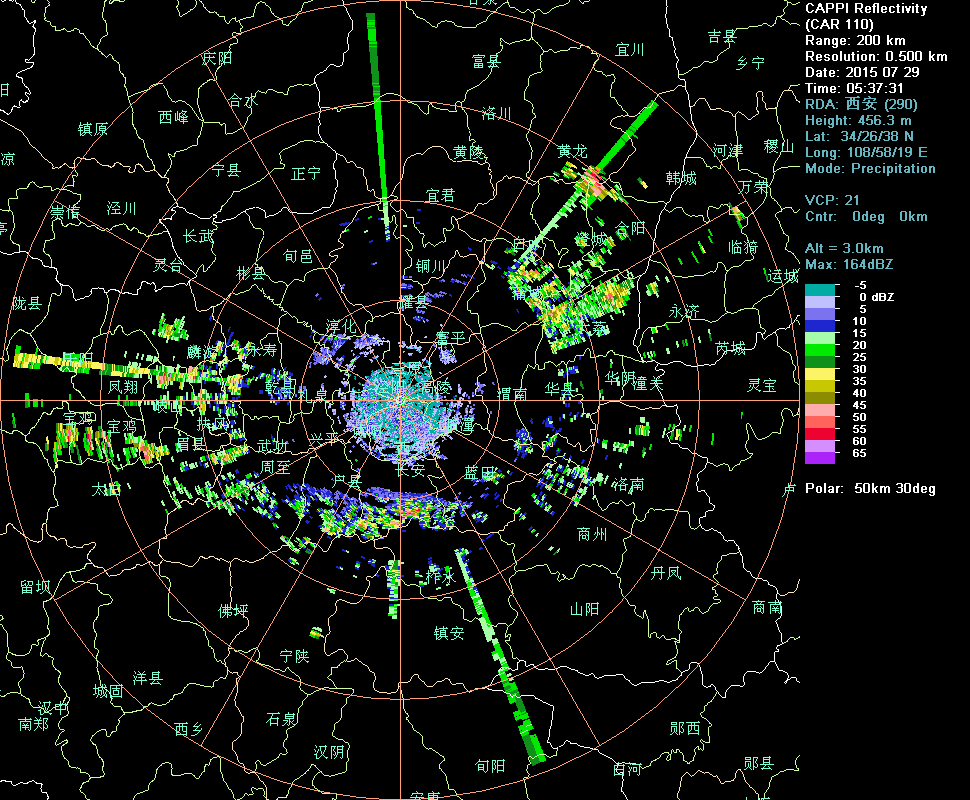 CAPPI Reflectivity
(CAR 110)
Range: 200 km
Resolution: 0.500 km
Date: 2015 07 29
Time: 05:37:31
RDA: 西安 (290)
Height: 456.3 m
Lat: 34/26/38 N
Long: 108/58/19 E
Mode: Precipitation
VCP: 21
Cntr: 0deg 0km
Alt = 3.0km
Max: 164dBZ
-5
0 dBZ
5
10
15
20
25
30
35
40
45
50
55
60
65
Polar: 50km 30deg
吉县
宜川
庆阳
富县
乡宁
合水
洛川
西峰
镇原
黄陵
黄龙
河津
稷山
宁县
正宁
韩城
万荣
宜君
崇信
泾川
合阳
长武
临猗
旬邑
灵台
彬县
铜川
运城
陇县
耀县
永济
淳化
富平
芮城
麟游
永寿
凤翔
乾县
礼泉
高陵
渭南
华县
华阴
潼关
灵宝
宝鸡
宝鸡
扶风
眉县
武功
兴平
周至
长安
户县
蓝田
洛南
太白
商州
柞水
丹凤
留坝
佛坪
山阳
商南
镇安
宁陕
洋县
城固
汉中
南郑
西乡
石泉
汉阴
旬阳
郧西
白河
郧县
安康